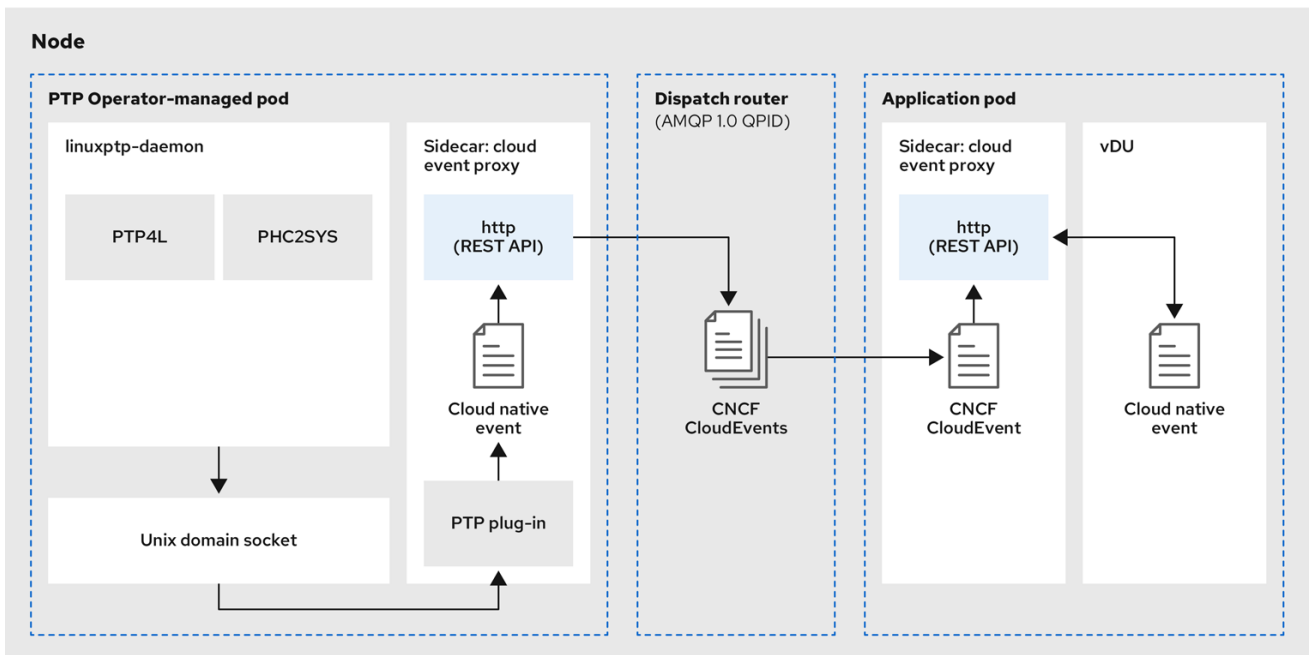 Node
PTP Operator-managed pod
linuxptp-daemon
PTP4L
PHC2SYS
Unix domain socket
Sidecar: cloud
event proxy
http
(REST API)
Cloud native
event
PTP plug-in
Dispatch router
(AMQP 1.0 QPID)
CNCF
CloudEvents
Application pod
Sidecar: cloud
event proxy
http
(REST API)
CNCF
CloudEvent
vDU
Cloud native
event